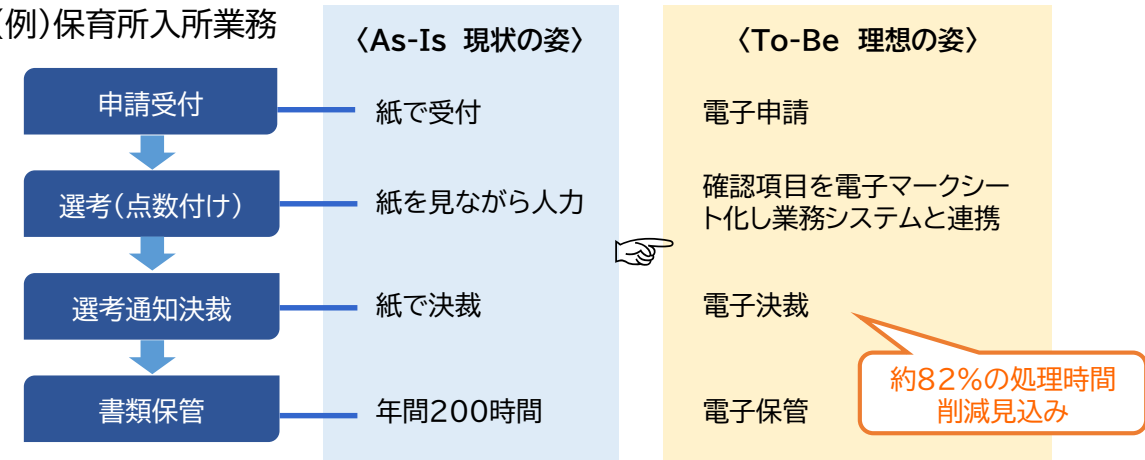 (例)保育所入所業務
〈As-Is 現状の姿〉
〈To-Be 理想の姿〉
申請受付
紙で受付
電子申請
選考(点数付け)
紙を見ながら人力
確認項目を電子マークシー
ト化し業務システムと連携
選考通知決裁
紙で決裁
電子決裁
約82%の処理時間
削減見込み
書類保管
年間200時間
電子保管